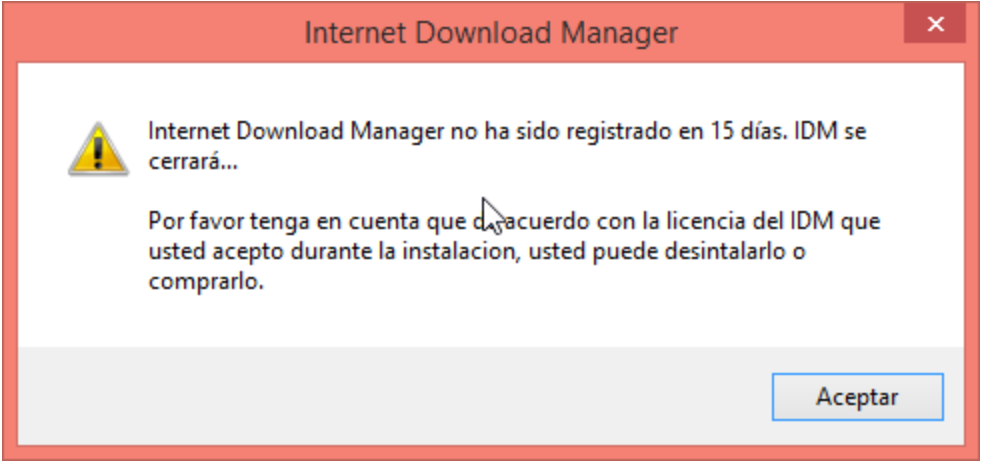 Internet Download Manager
Internet Download Manager no ha sido registrado en 15 días. IDM se
cerrará...
Por favor tenga en cuenta que de acuerdo con la licencia del IDM que
usted acepto durante la instalacion, usted puede desintalarlo o
comprarlo.
Aceptar